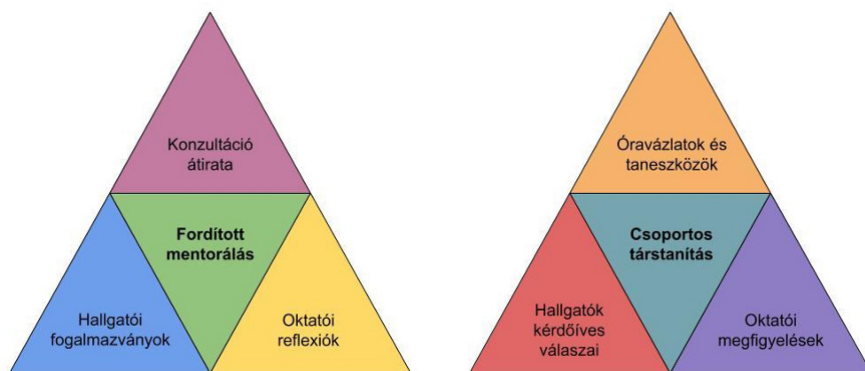 Konzultáció
átirata
Fordított
mentorálás
Hallgatói
fogalmazványok
Oktatói
reflexiók
Óravázlatok és
taneszközök
Csoportos
társtanítás
Hallgatók
kérdőíves
válaszai
Oktatói
megfigyelések